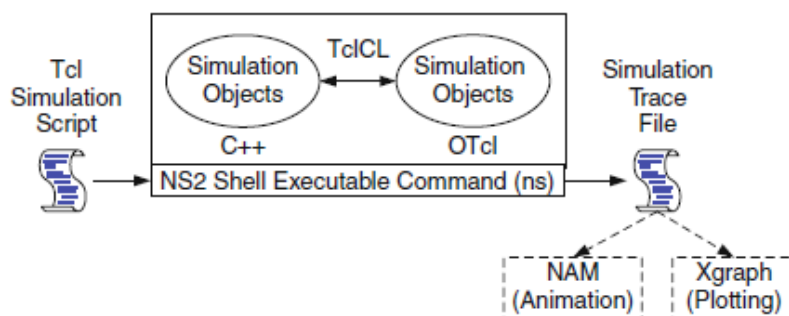 Tcl
Simulation
Script
TclCL
Simulation
Objects
Simulation
Objects
C++
OTcl
NS2 Shell Executable Command (ns)
Simulation
Trace
File
NAM
(Animation)
Xgraph
(Plotting)